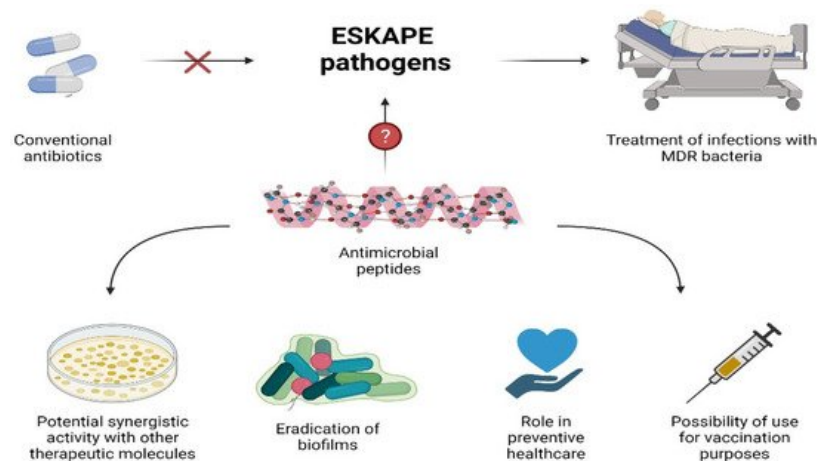 ESKAPE
pathogens
Conventional
antibiotics
Treatment of infections with
MDR bacteria
?
Antimicrobial
peptides
Potential synergistic
activity with other
therapeutic molecules
Eradication of
biofilms
Role in
preventive
healthcare
Possibility of use
for vaccination
purposes